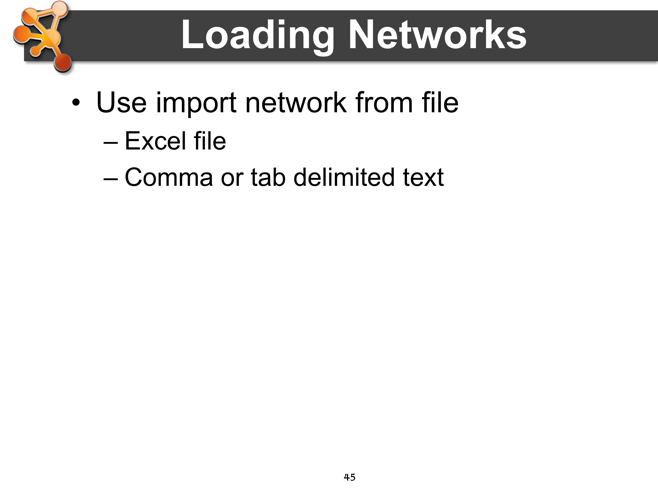 Loading Networks
• Use import network from file
– Excel file
– Comma or tab delimited text
45